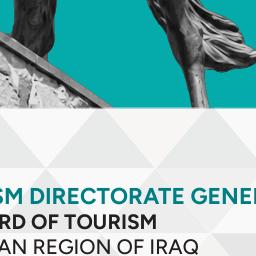 SM DIRECTORATE GENE
RD OF TOURISM
AN REGION OF IRAQ